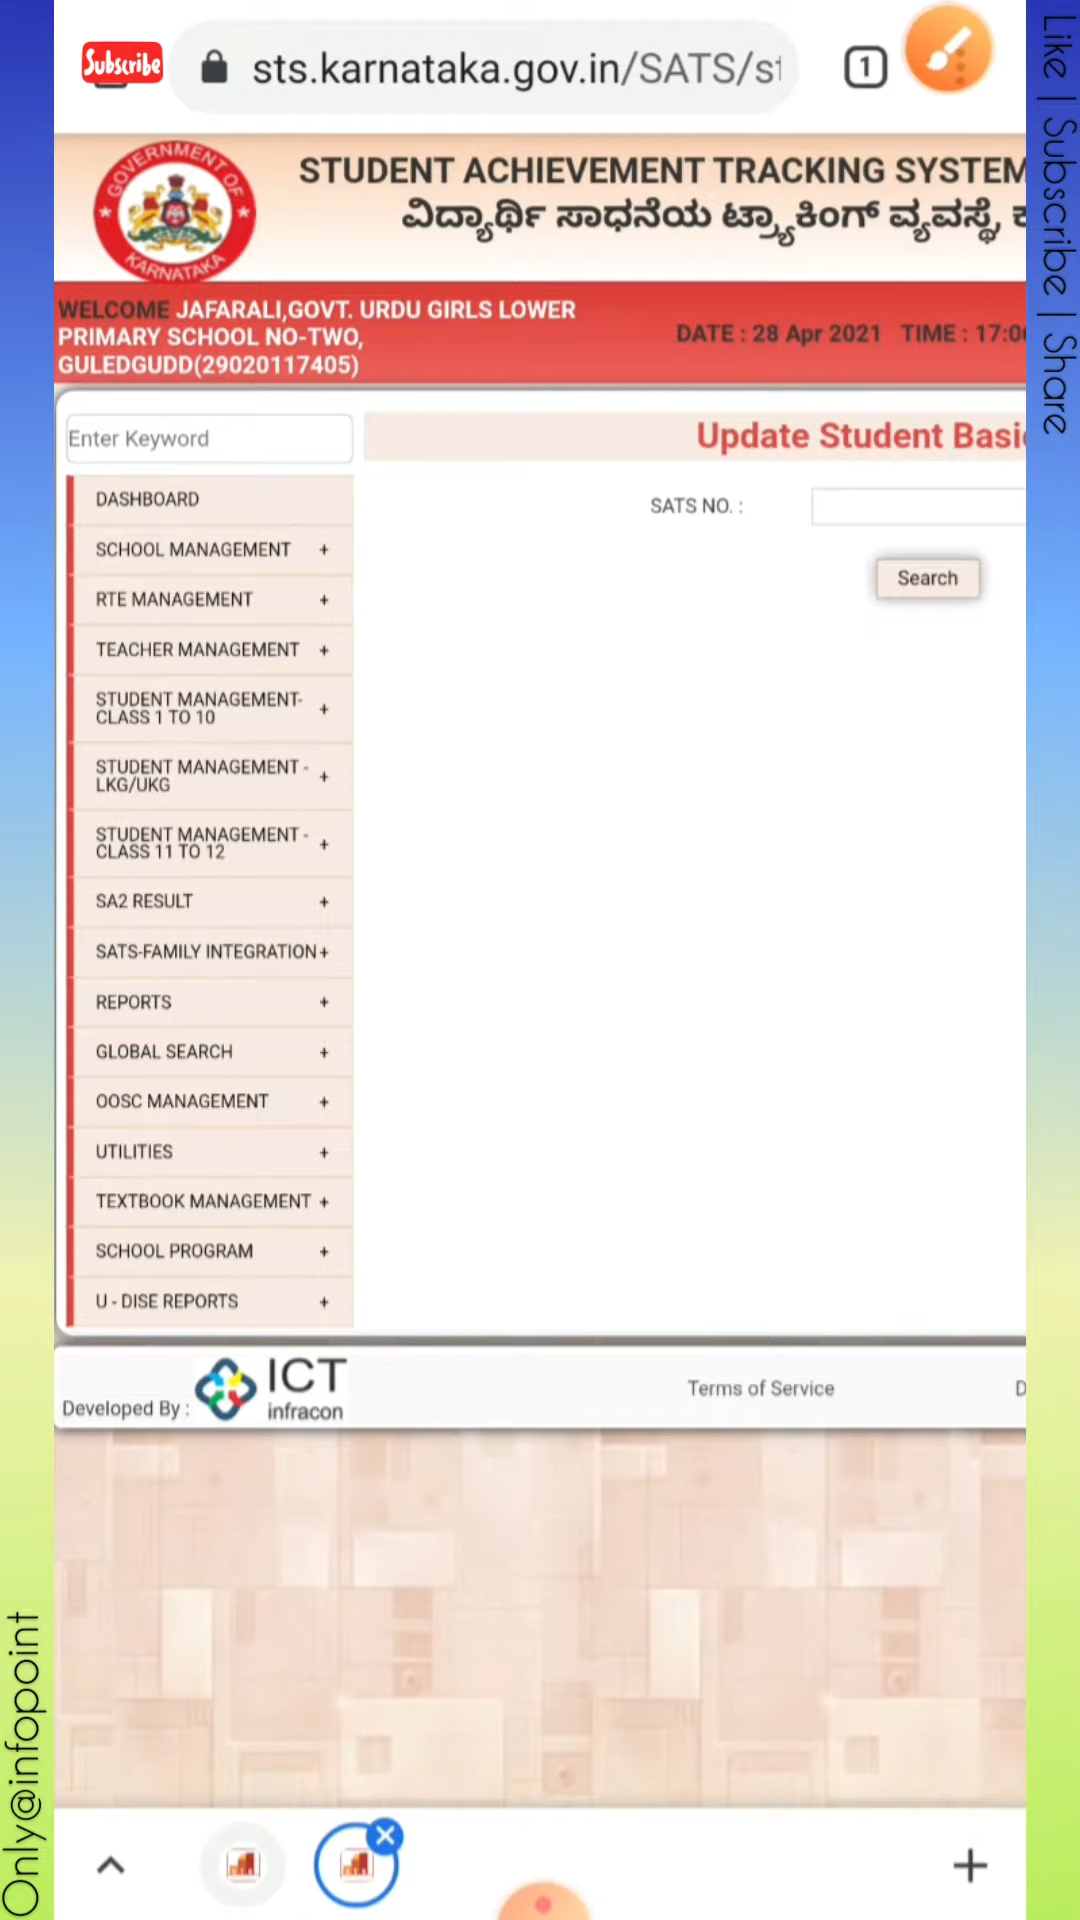 Subscribe
sts.karnataka.gov.in/SATS/st
1
GOVERNMENT OF
KARNATAKA
STUDENT ACHIEVEMENT TRACKING SYSTEM
ವಿದ್ಯಾರ್ಥಿ ಸಾಧನೆಯ ಟ್ರ್ಯಾಕಿಂಗ್ ವ್ಯವಸ್ಥೆ,
WELCOME JAFARALI,GOVT. URDU GIRLS LOWER
PRIMARY SCHOOL NO-TWO,
GULEDGUDD(29020117405)
DATE : 28 Apr 2021 TIME : 17:0
Enter Keyword
Update Student Basi
SATS NO. :
Search
DASHBOARD
SCHOOL MANAGEMENT +
RTE MANAGEMENT +
TEACHER MANAGEMENT +
STUDENT MANAGEMENT-
CLASS 1 TO 10 +
STUDENT MANAGEMENT -
LKG/UKG +
STUDENT MANAGEMENT -
CLASS 11 TO 12 +
SA2 RESULT +
SATS-FAMILY INTEGRATION +
REPORTS +
GLOBAL SEARCH +
OOSC MANAGEMENT +
UTILITIES +
TEXTBOOK MANAGEMENT +
SCHOOL PROGRAM +
U - DISE REPORTS +
Developed By :
ICT
infracon
Terms of Service
D
Like | Subscribe | Share
Only@infopoint